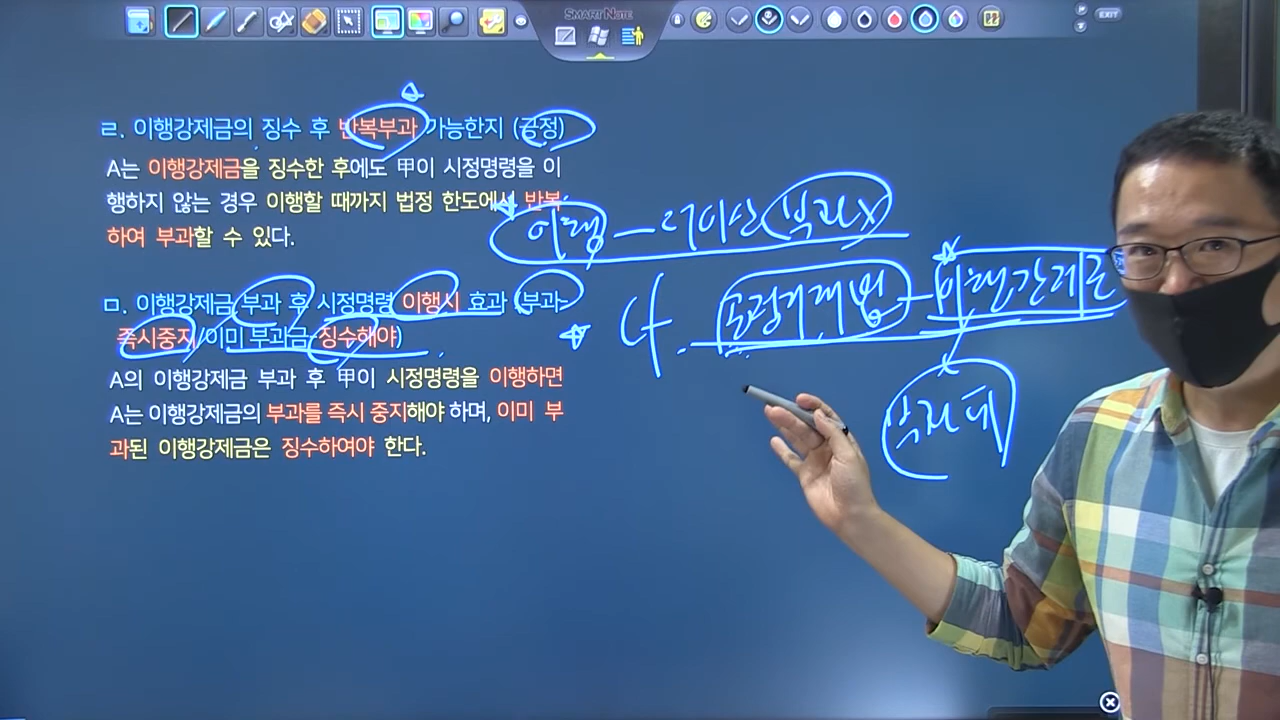 SMARTNOTE
EXIT
ㄹ. 이행강제금의 징수 후 반복부과 가능한지 (긍정)
A는 이행강제금을 징수한 후에도 甲이 시정명령을 이
행하지 않는 경우 이행할 때까지 법정 한도에서 반복
하여 부과할 수 있다.
이행 — 더이상 부과x
ㅁ. 이행강제금 부과 후 시정명령 이행시 효과 (부과-
즉시중지/이미 부과금-징수해야)
나. 공정거래법 - 이행강제금
A의 이행강제금 부과 후 甲이 시정명령을 이행하면
A는 이행강제금의 부과를 즉시 중지해야 하며, 이미 부
과된 이행강제금은 징수하여야 한다.